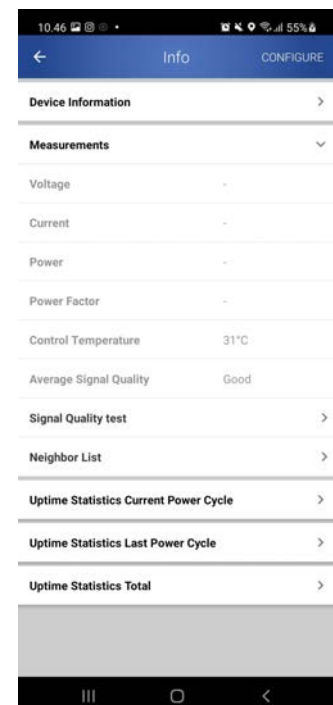 10.46 55%
Info CONFIGURE
Device Information
Measurements
Voltage -
Current -
Power -
Power Factor -
Control Temperature 31°C
Average Signal Quality Good
Signal Quality test
Neighbor List
Uptime Statistics Current Power Cycle
Uptime Statistics Last Power Cycle
Uptime Statistics Total